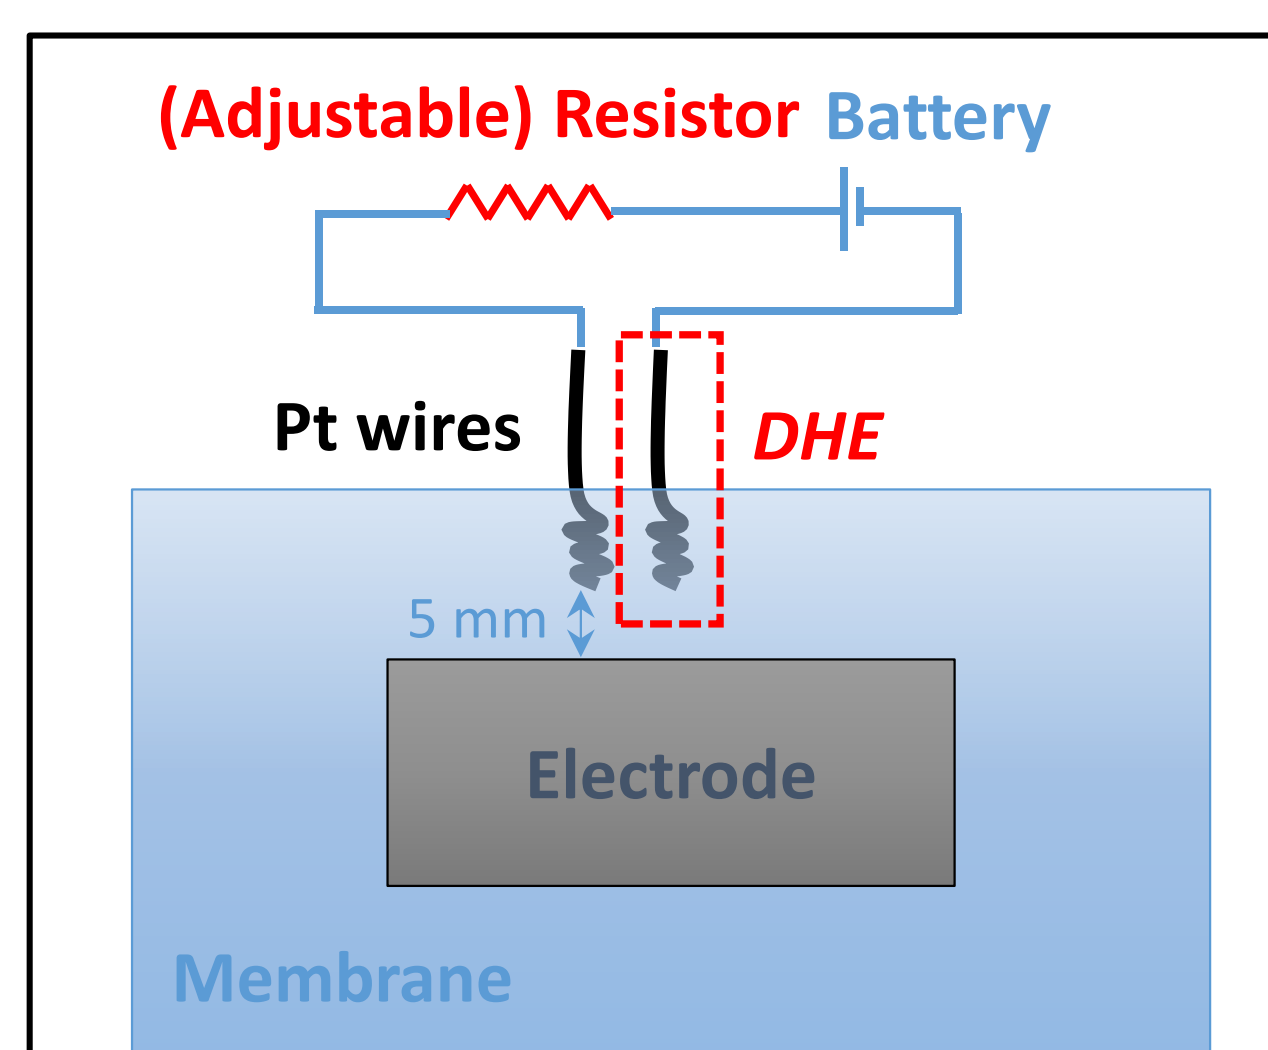 (Adjustable) Resistor Battery
Pt wires
DHE
5 mm
Electrode
Membrane